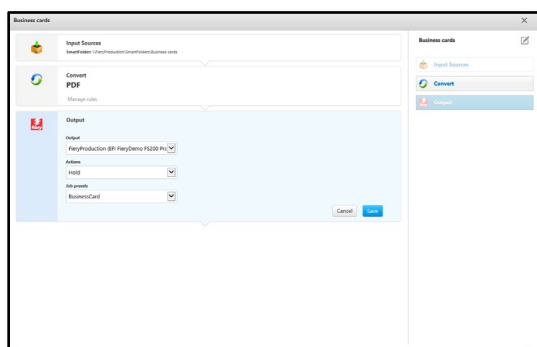 Business cards
Input Sources
SmartFolder: \\FieryProduction\SmartFolders\Business cards
Convert
PDF
Manage rules
Output
Output
FieryProduction (EFI FieryDemo FS200 Pro
Actions
Hold
Job presets
BusinessCard
Cancel
Save
Business cards
Input Sources
Convert
Output
fiery